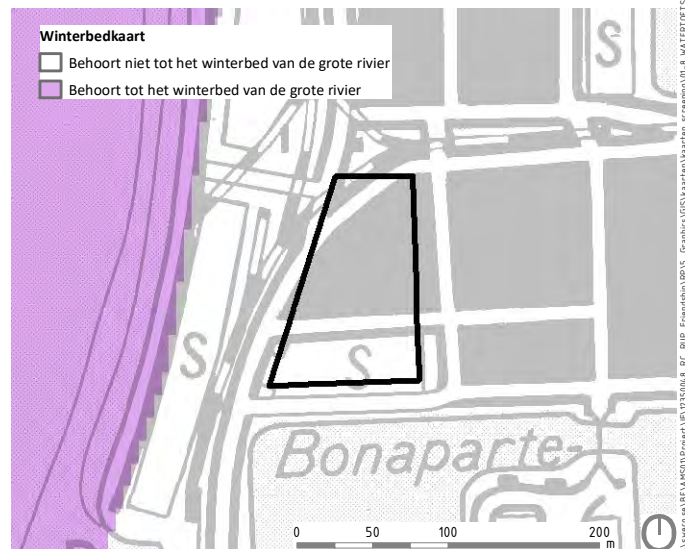 Winterbedkaart
Behoort niet tot het winterbed van de grote rivier
Behoort tot het winterbed van de grote rivier
S
S
S
Bonaparte-
0 50 100 200
m